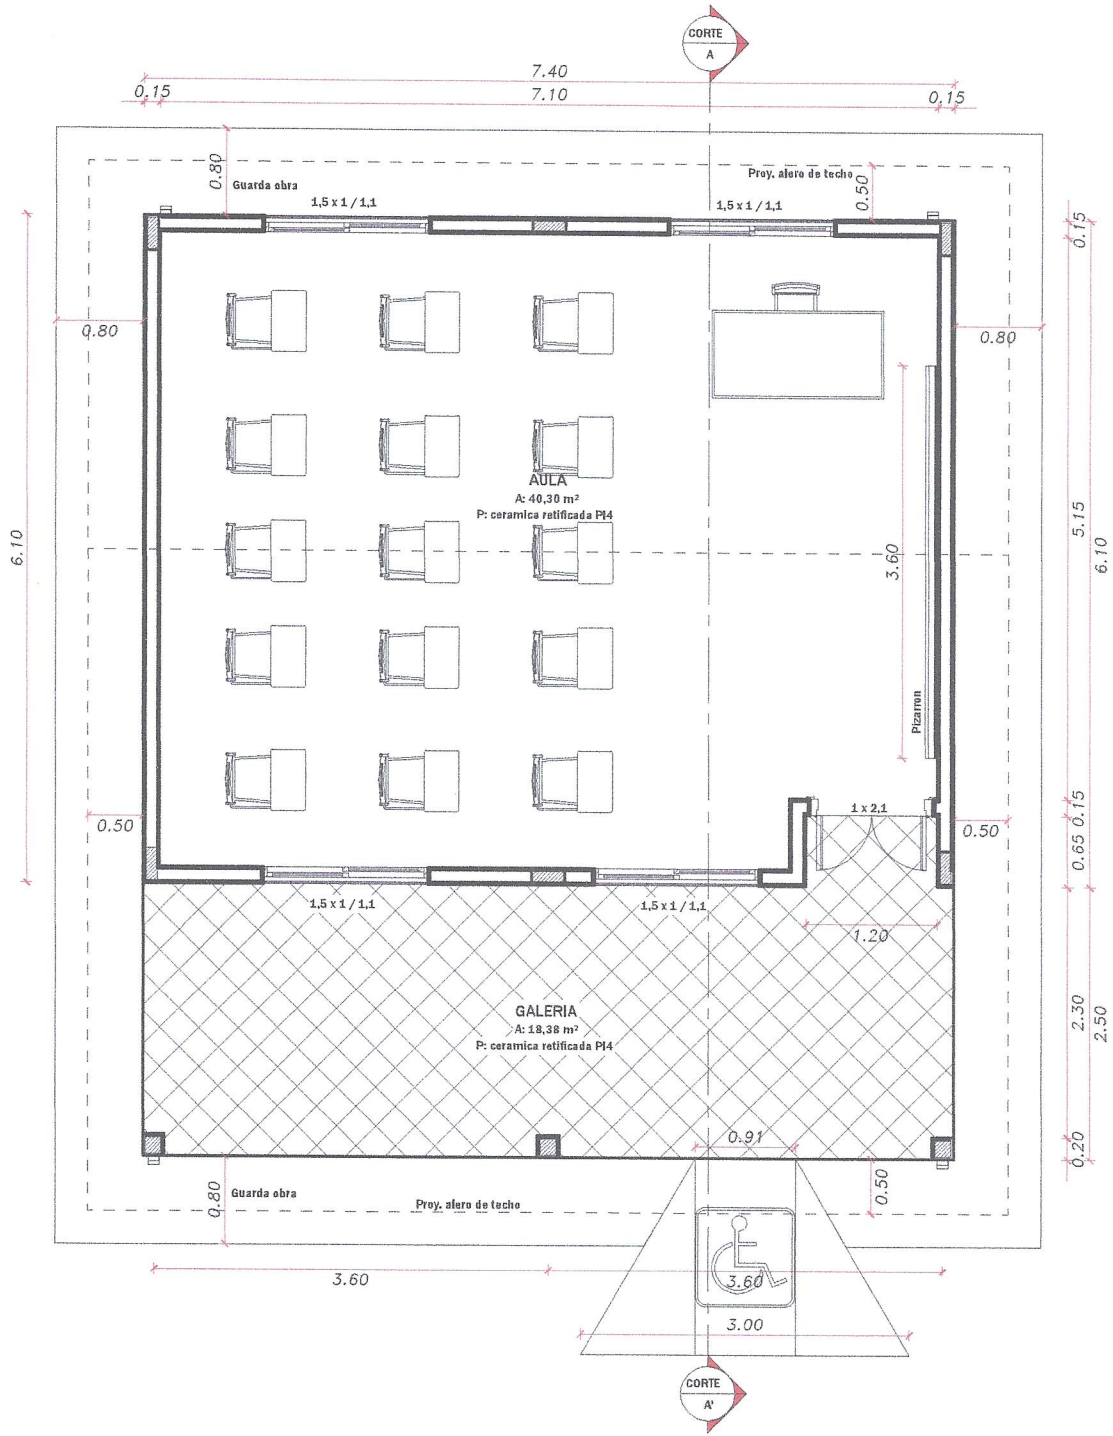 CORTE
A
7.40
0.15
7.10
0.15
0.80
Guarda obra
Proy. alero de techo
0.50
1,5 x 1 / 1,1
1,5 x 1 / 1,1
0.15
0.80
0.80
AULA
A: 40,30 m²
P: ceramica retificada PI4
6.10
3.60
5.15
6.10
Pizarron
1 x 2,1
0.15
0.50
0.50
0.65
1,5 x 1 / 1,1
1,5 x 1 / 1,1
1.20
GALERIA
A: 18,38 m²
P: ceramica retificada PI4
2.30
2.50
0.91
0.20
0.80
Guarda obra
Proy. alero de techo
0.50
3.60
3.60
3.00
CORTE
A'